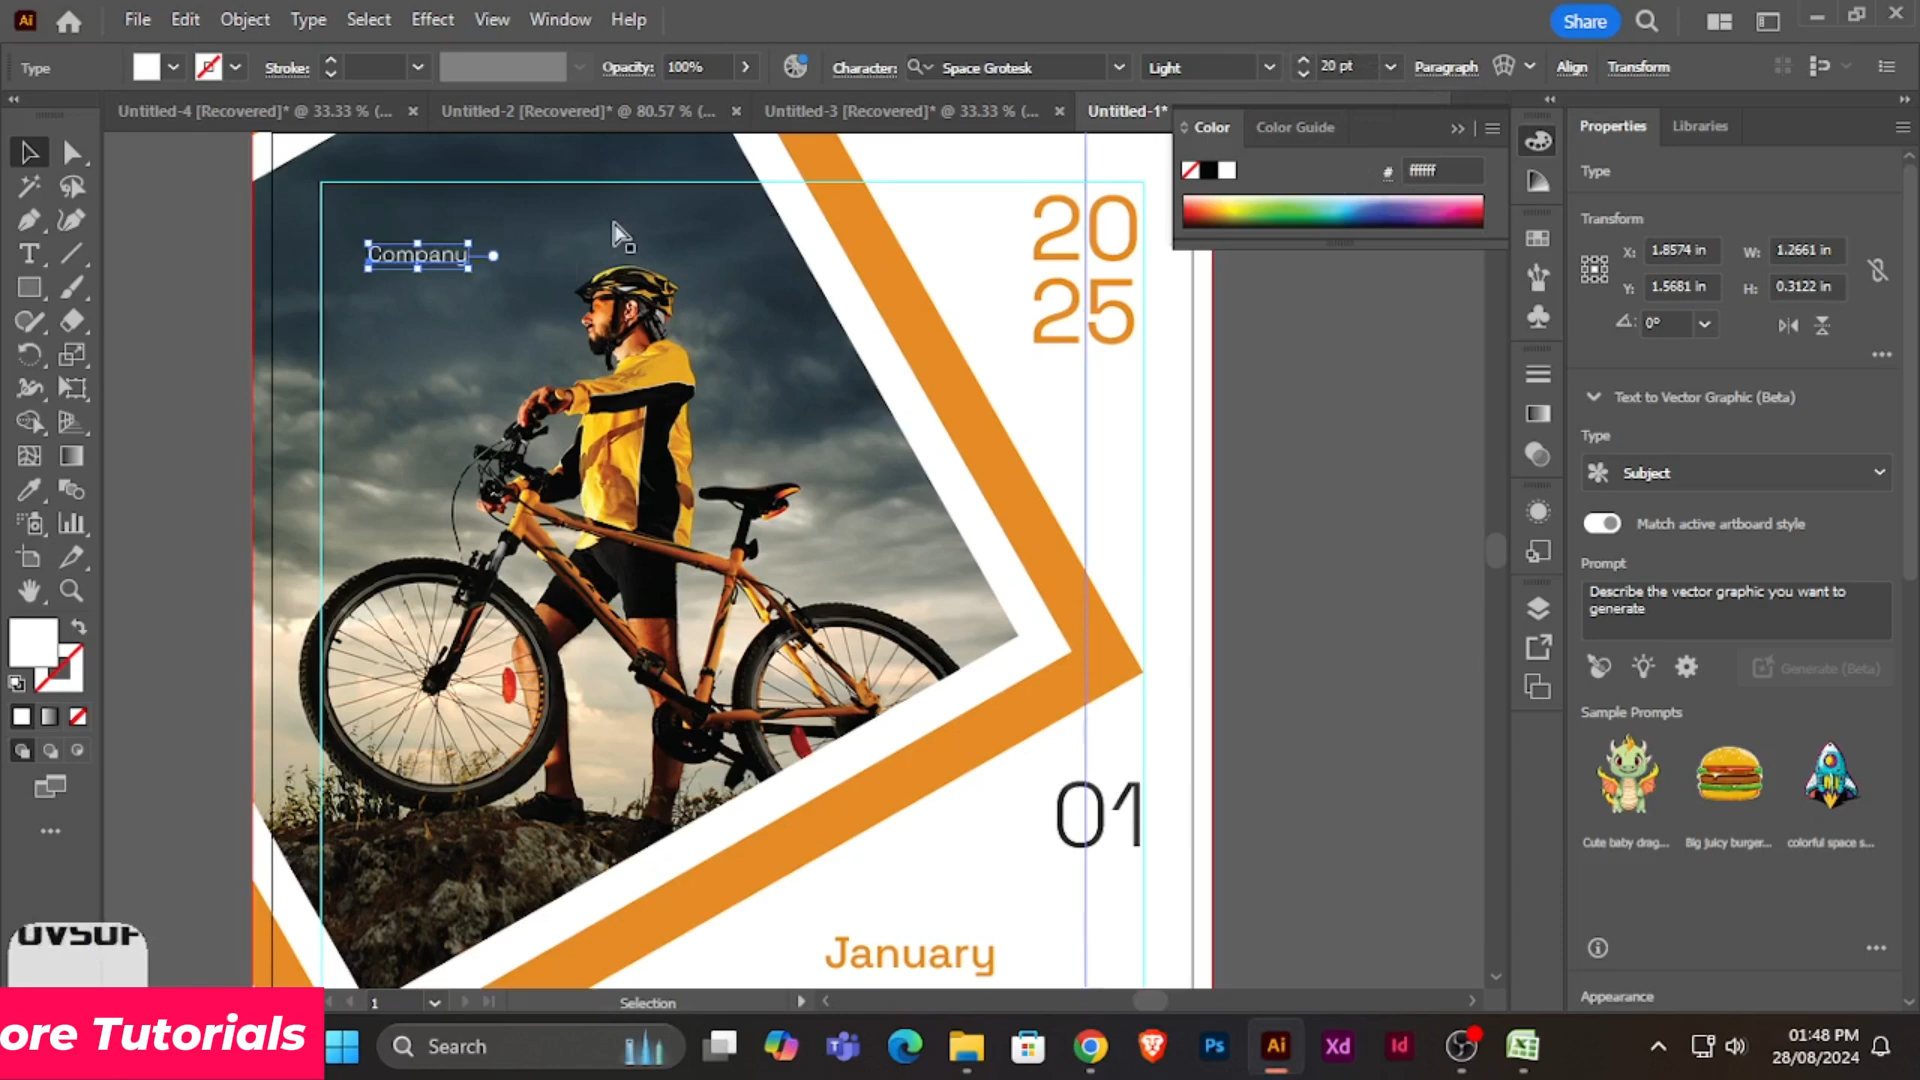 Ai File Edit Object Type Select Effect View Window Help Share
Type Stroke: Opacity: 100% Character: Space Grotesk Light 20 pt Paragraph Align Transform
Untitled-4 [Recovered]* @ 33.33 % (... Untitled-2 [Recovered]* @ 80.57 % (... Untitled-3 [Recovered]* @ 33.33 % (... Untitled-1*
Color Color Guide
# ffffff
Properties Libraries
Type
Transform
X: 1.8574 in W: 1.2661 in
Y: 1.5681 in H: 0.3122 in
0°
Text to Vector Graphic (Beta)
Type
Subject
Match active artboard style
Prompt
Describe the vector graphic you want to
generate
Generate (Beta)
Sample Prompts
Cute baby drag... Big juicy burger... colorful space s...
Appearance
Company
20
25
01
January
1 Selection
ore Tutorials
Search
Ps Ai Xd Id
01:48 PM
28/08/2024